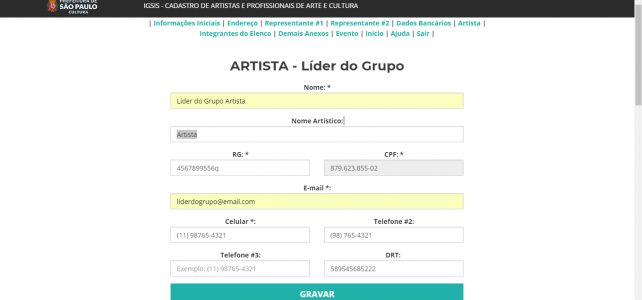 PREFEITURA DE
SÃO PAULO
CULTURA
IGSIS - CADASTRO DE ARTISTAS E PROFISSIONAIS DE ARTE E CULTURA
| Informações Iniciais | Endereço | Representante #1 | Representante #2 | Dados Bancários | Artista |
Integrantes do Elenco | Demais Anexos | Evento | Início | Ajuda | Sair |
ARTISTA - Líder do Grupo
Nome: *
Líder do Grupo Artista
Nome Artístico:
Artista
RG: * CPF: *
4567899556q 879.623.855-02
E-mail *:
liderdogrupo@email.com
Celular *: Telefone #2:
(11) 98765-4321 (98) 765-4321
Telefone #3: DRT:
Exemplo: (11) 98765-4321 589545685222
GRAVAR